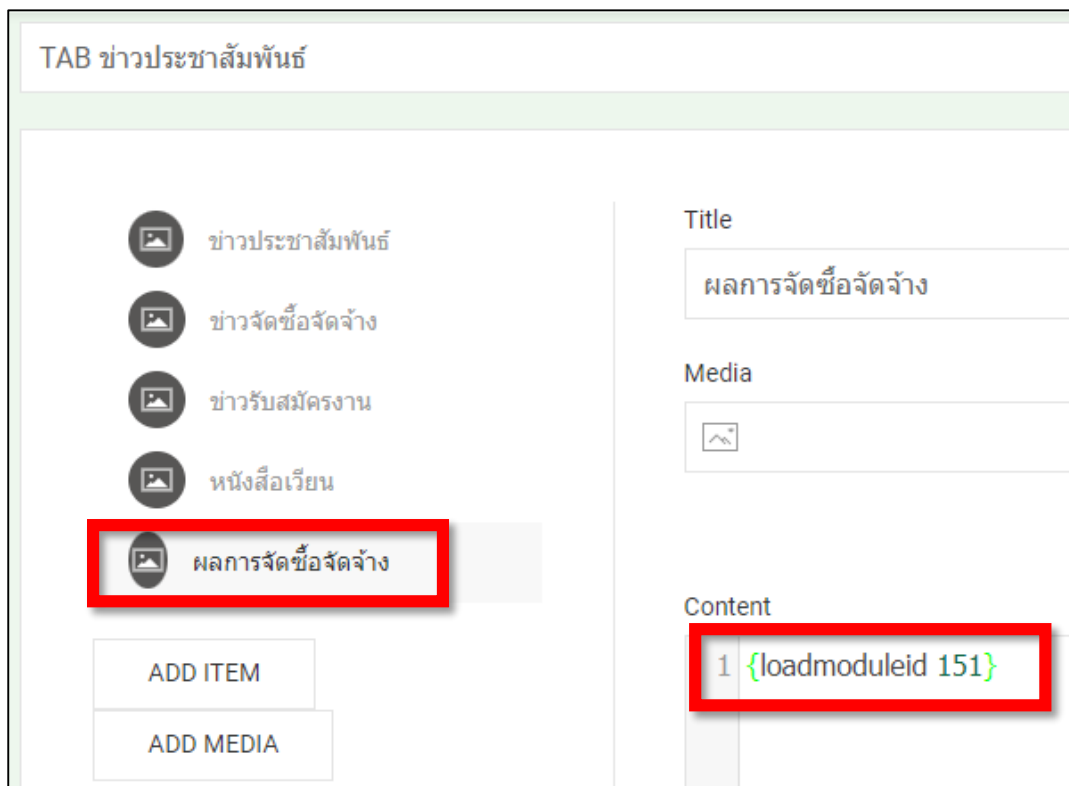 TAB ข่าวประชาสัมพันธ์
ข่าวประชาสัมพันธ์
ข่าวจัดซื้อจัดจ้าง
ข่าวรับสมัครงาน
หนังสือเวียน
ผลการจัดซื้อจัดจ้าง
ADD ITEM
ADD MEDIA
Title
ผลการจัดซื้อจัดจ้าง
Media
Content
1 {loadmoduleid 151}